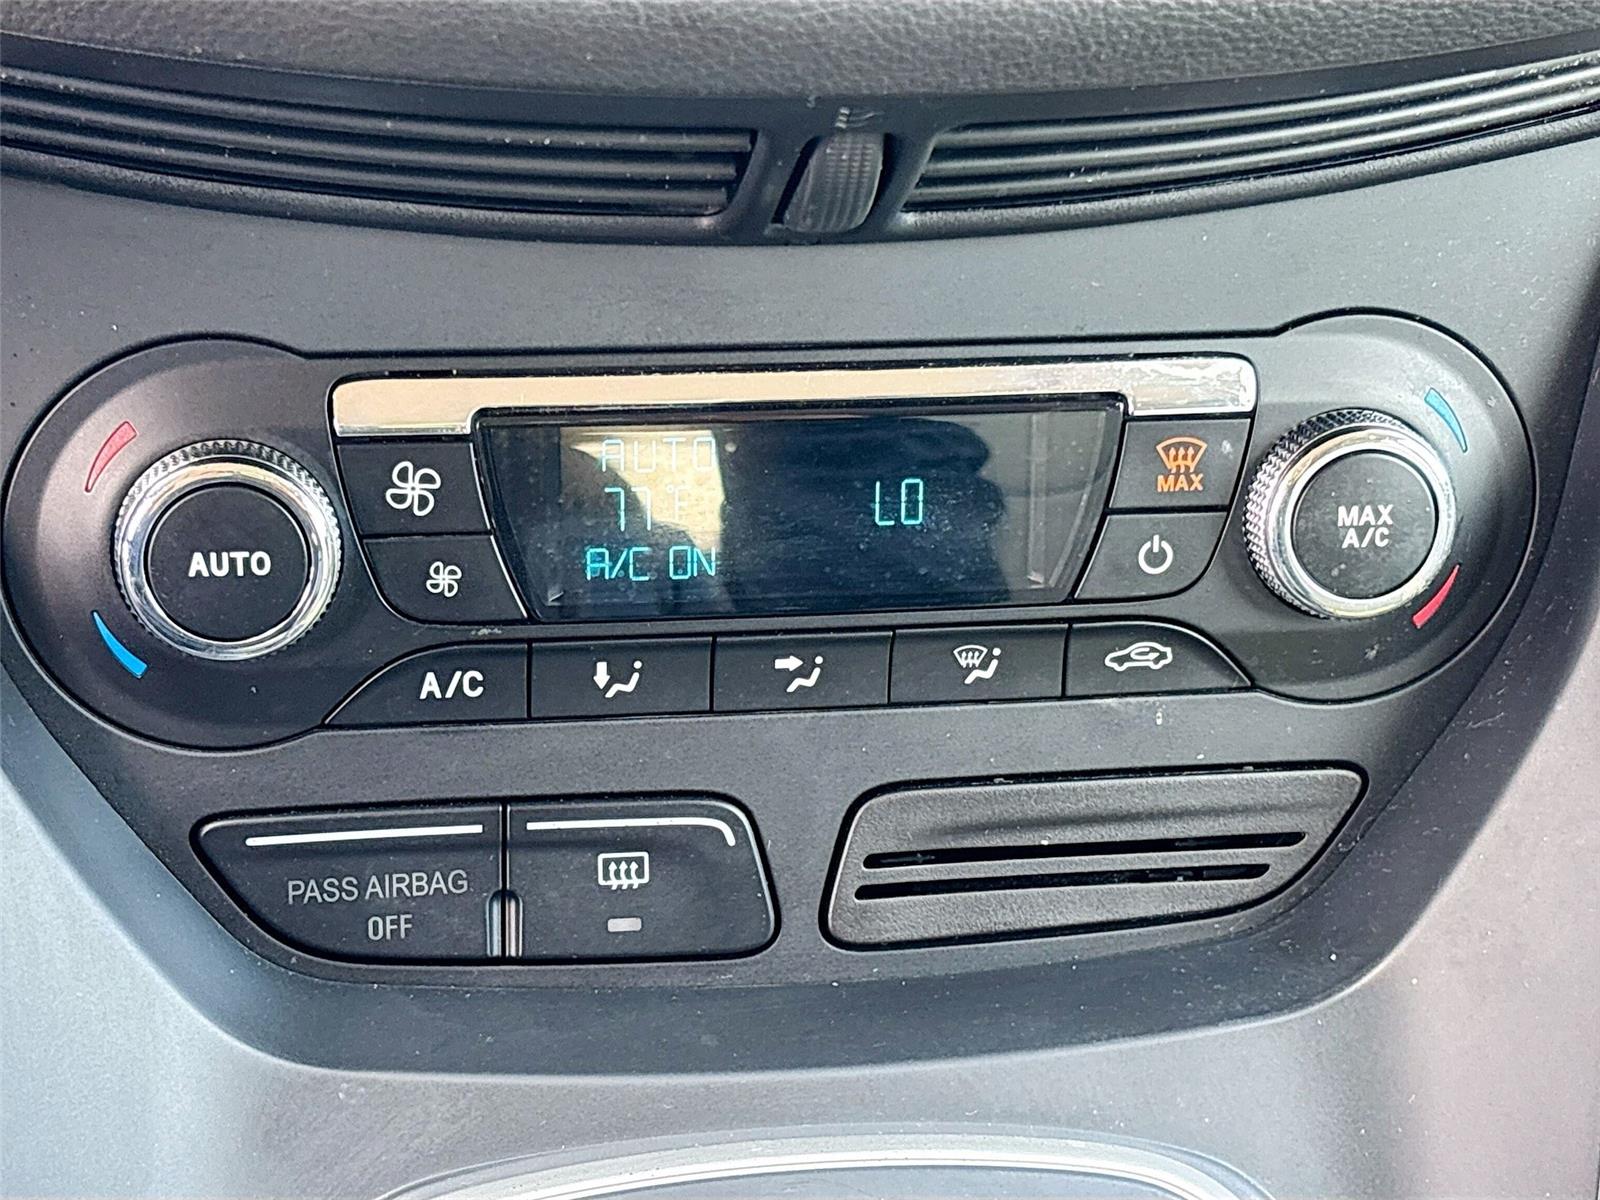 AUTO
77°F
LO
A/C ON
MAX
AUTO
MAX
A/C
A/C
PASS AIRBAG
OFF